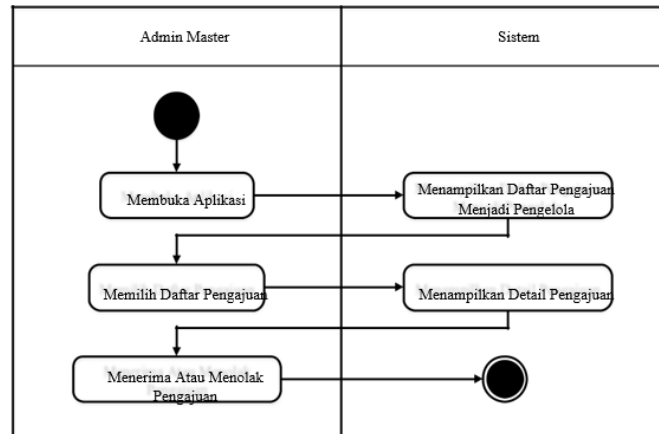 Admin Master
Sistem
Membuka Aplikasi
Menampilkan Daftar Pengajuan
Menjadi Pengelola
Memilih Daftar Pengajuan
Menampilkan Detail Pengajuan
Menerima Atau Menolak
Pengajuan